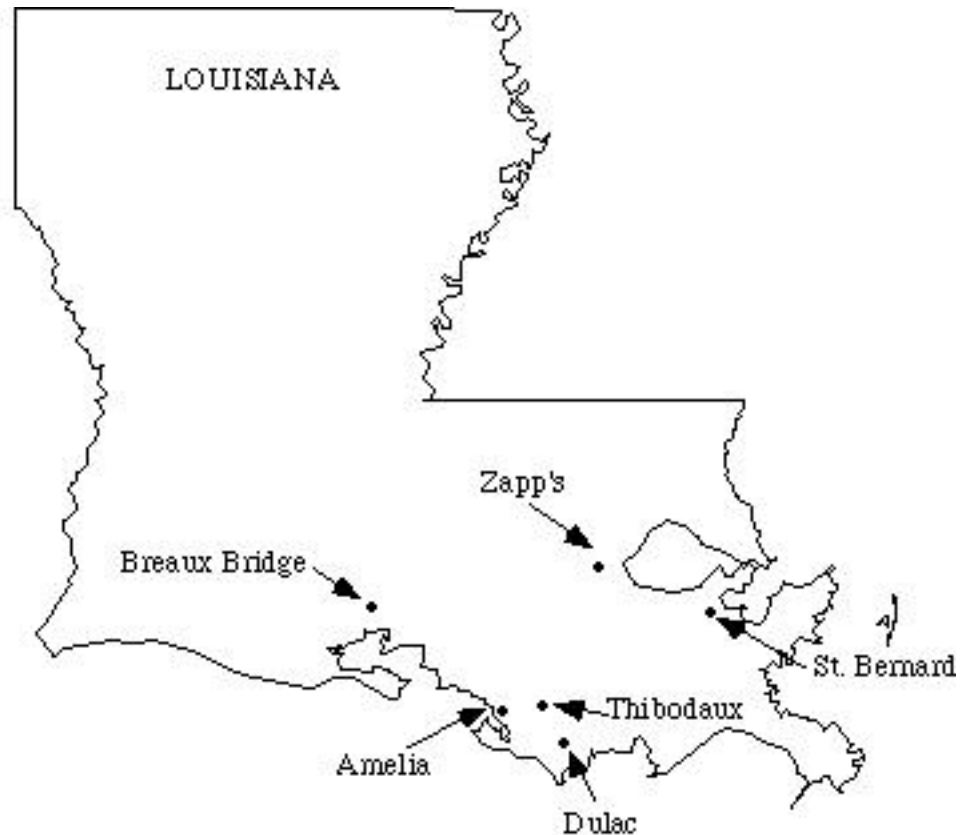 LOUISIANA
Zapp's
Breaux Bridge
St. Bernard
Thibodaux
Amelia
Dulac